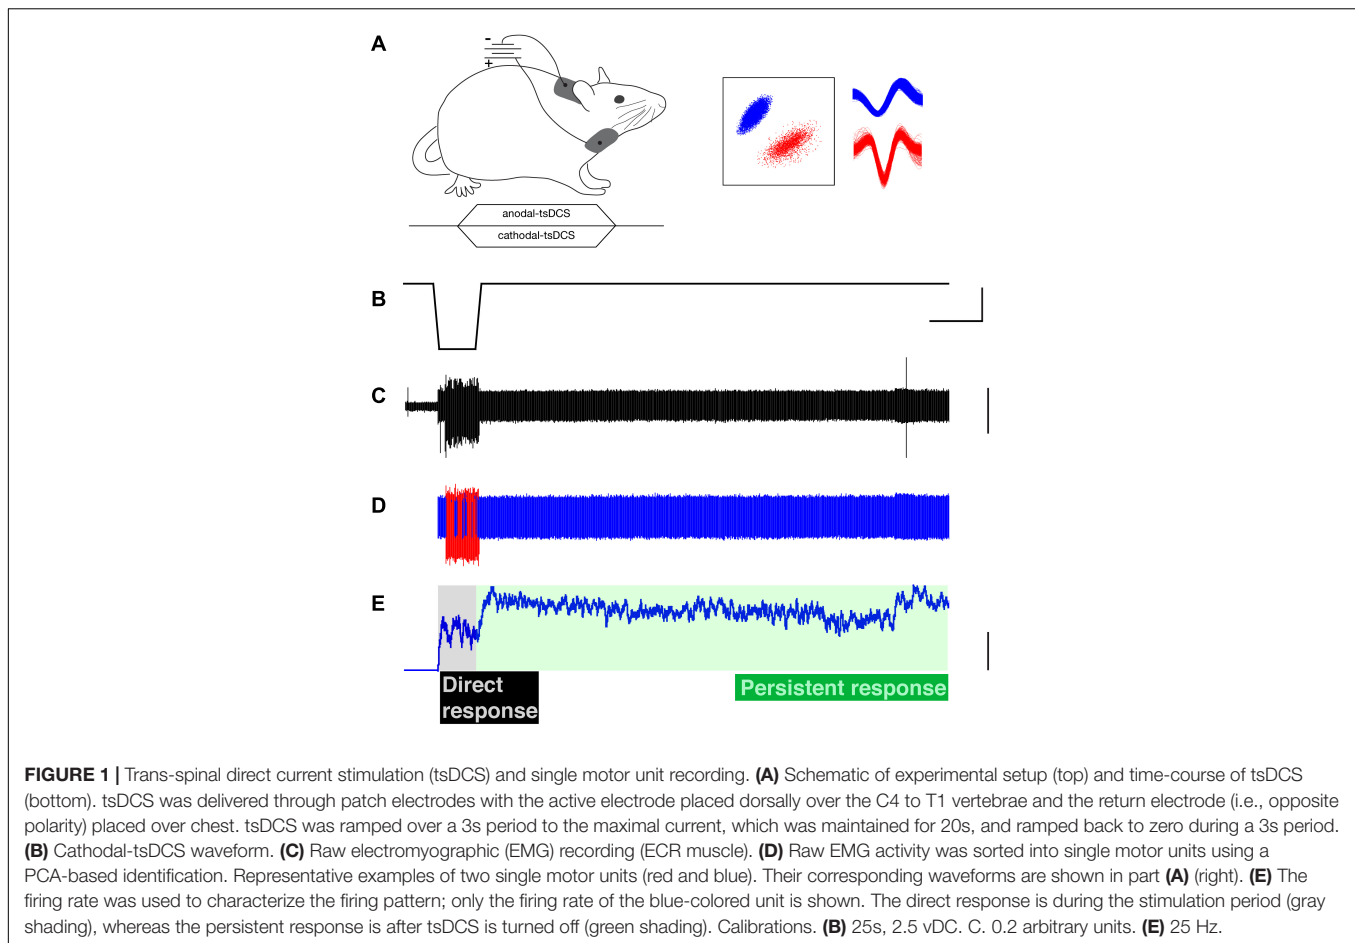 A
-
+
anodal-tsDCS
cathodal-tsDCS
B
C
D
E
Direct
response
Persistent response
FIGURE 1 | Trans-spinal direct current stimulation (tsDCS) and single motor unit recording. (A) Schematic of experimental setup (top) and time-course of tsDCS
(bottom). tsDCS was delivered through patch electrodes with the active electrode placed dorsally over the C4 to T1 vertebrae and the return electrode (i.e., opposite
polarity) placed over chest. tsDCS was ramped over a 3s period to the maximal current, which was maintained for 20s, and ramped back to zero during a 3s period.
(B) Cathodal-tsDCS waveform. (C) Raw electromyographic (EMG) recording (ECR muscle). (D) Raw EMG activity was sorted into single motor units using a
PCA-based identification. Representative examples of two single motor units (red and blue). Their corresponding waveforms are shown in part (A) (right). (E) The
firing rate was used to characterize the firing pattern; only the firing rate of the blue-colored unit is shown. The direct response is during the stimulation period (gray
shading), whereas the persistent response is after tsDCS is turned off (green shading). Calibrations. (B) 25s, 2.5 vDC. C. 0.2 arbitrary units. (E) 25 Hz.